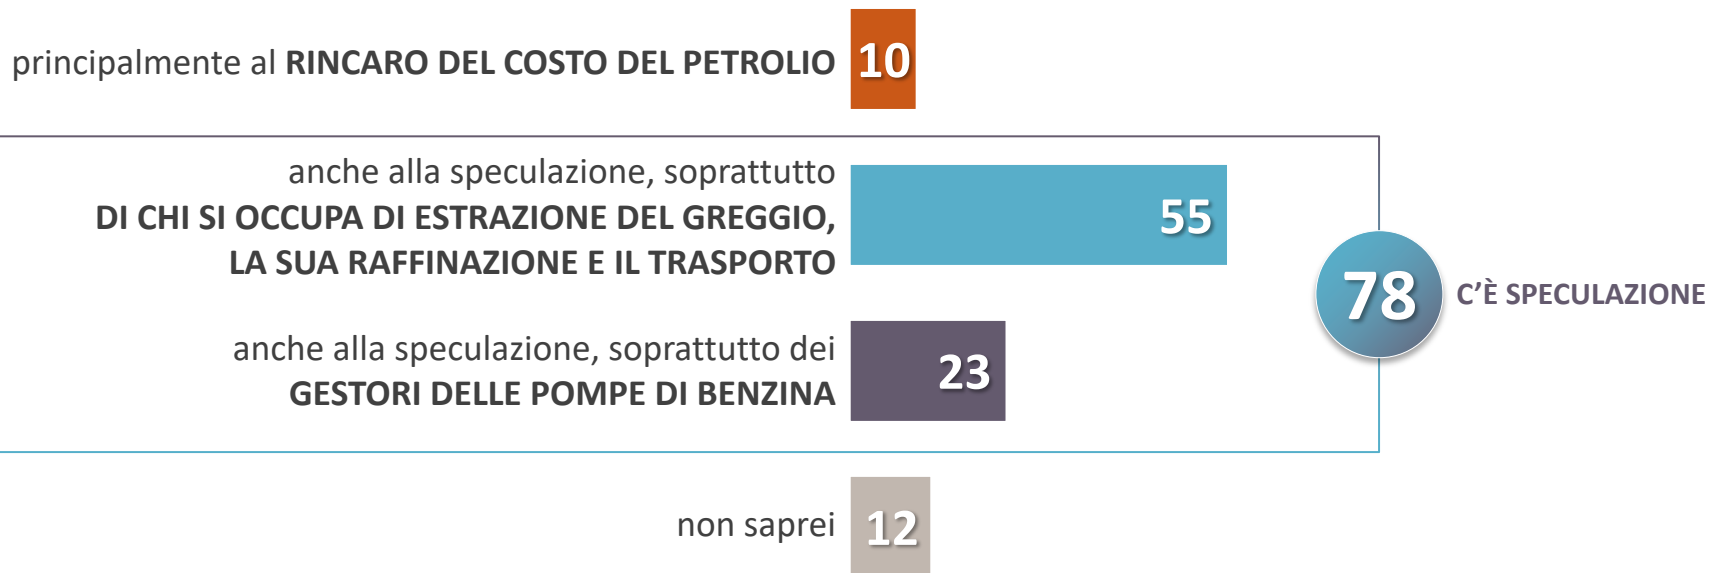 principalmente al RINCARO DEL COSTO DEL PETROLIO 10
anche alla speculazione, soprattutto
DI CHI SI OCCUPA DI ESTRAZIONE DEL GREGGIO,
LA SUA RAFFINAZIONE E IL TRASPORTO
55
78 C'È SPECULAZIONE
anche alla speculazione, soprattutto dei
GESTORI DELLE POMPE DI BENZINA
23
non saprei 12